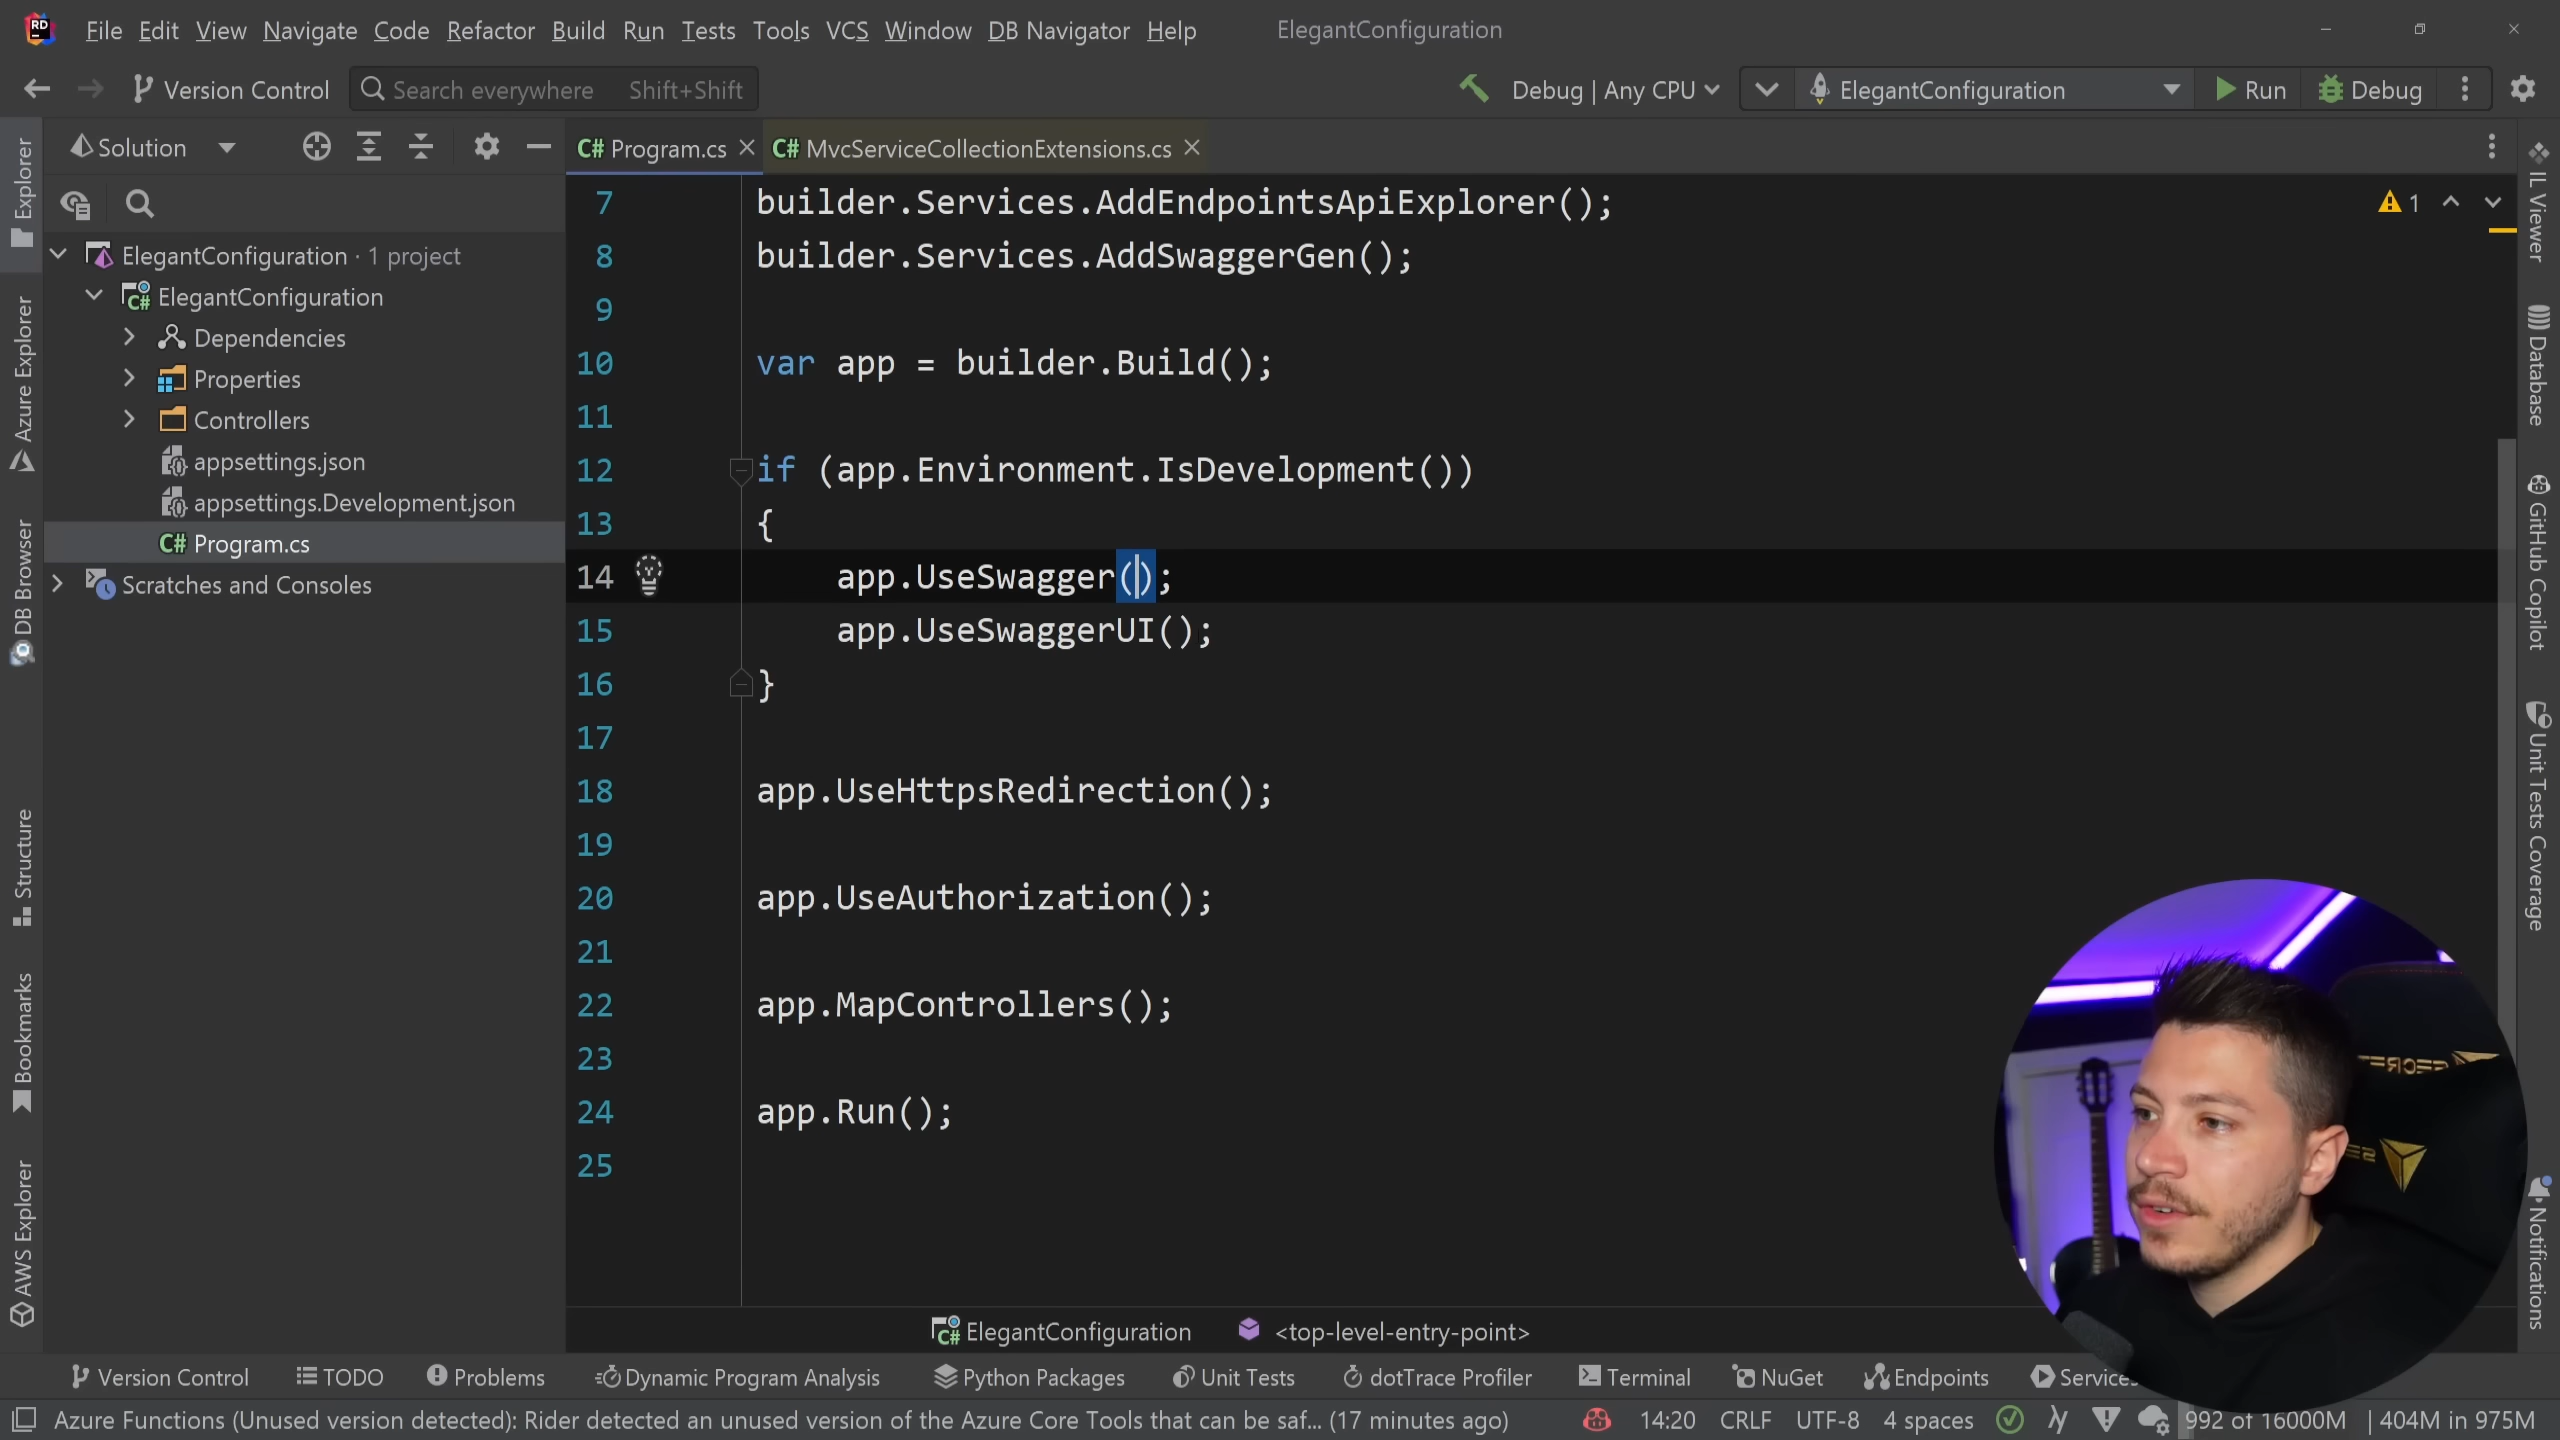 File Edit View Navigate Code Refactor Build Run Tests Tools VCS Window DB Navigator Help ElegantConfiguration
Version Control Search everywhere Shift+Shift Debug | Any CPU ElegantConfiguration Run Debug
Solution
C# Program.cs
C# MvcServiceCollectionExtensions.cs
ElegantConfiguration · 1 project
ElegantConfiguration
Dependencies
Properties
Controllers
appsettings.json
appsettings.Development.json
C# Program.cs
Scratches and Consoles
7 builder.Services.AddEndpointsApiExplorer();
8 builder.Services.AddSwaggerGen();
9
10 var app = builder.Build();
11
12 if (app.Environment.IsDevelopment())
13 {
14 app.UseSwagger();
15 app.UseSwaggerUI();
16 }
17
18 app.UseHttpsRedirection();
19
20 app.UseAuthorization();
21
22 app.MapControllers();
23
24 app.Run();
25
1
Explorer
Azure Explorer
DB Browser
Structure
Bookmarks
AWS Explorer
IL Viewer
Database
GitHub Copilot
Unit Tests Coverage
Notifications
ElegantConfiguration <top-level-entry-point>
Version Control TODO Problems Dynamic Program Analysis Python Packages Unit Tests dotTrace Profiler Terminal NuGet Endpoints Services
Azure Functions (Unused version detected): Rider detected an unused version of the Azure Core Tools that can be saf... (17 minutes ago) 14:20 CRLF UTF-8 4 spaces 992 of 16000M 404M in 975M